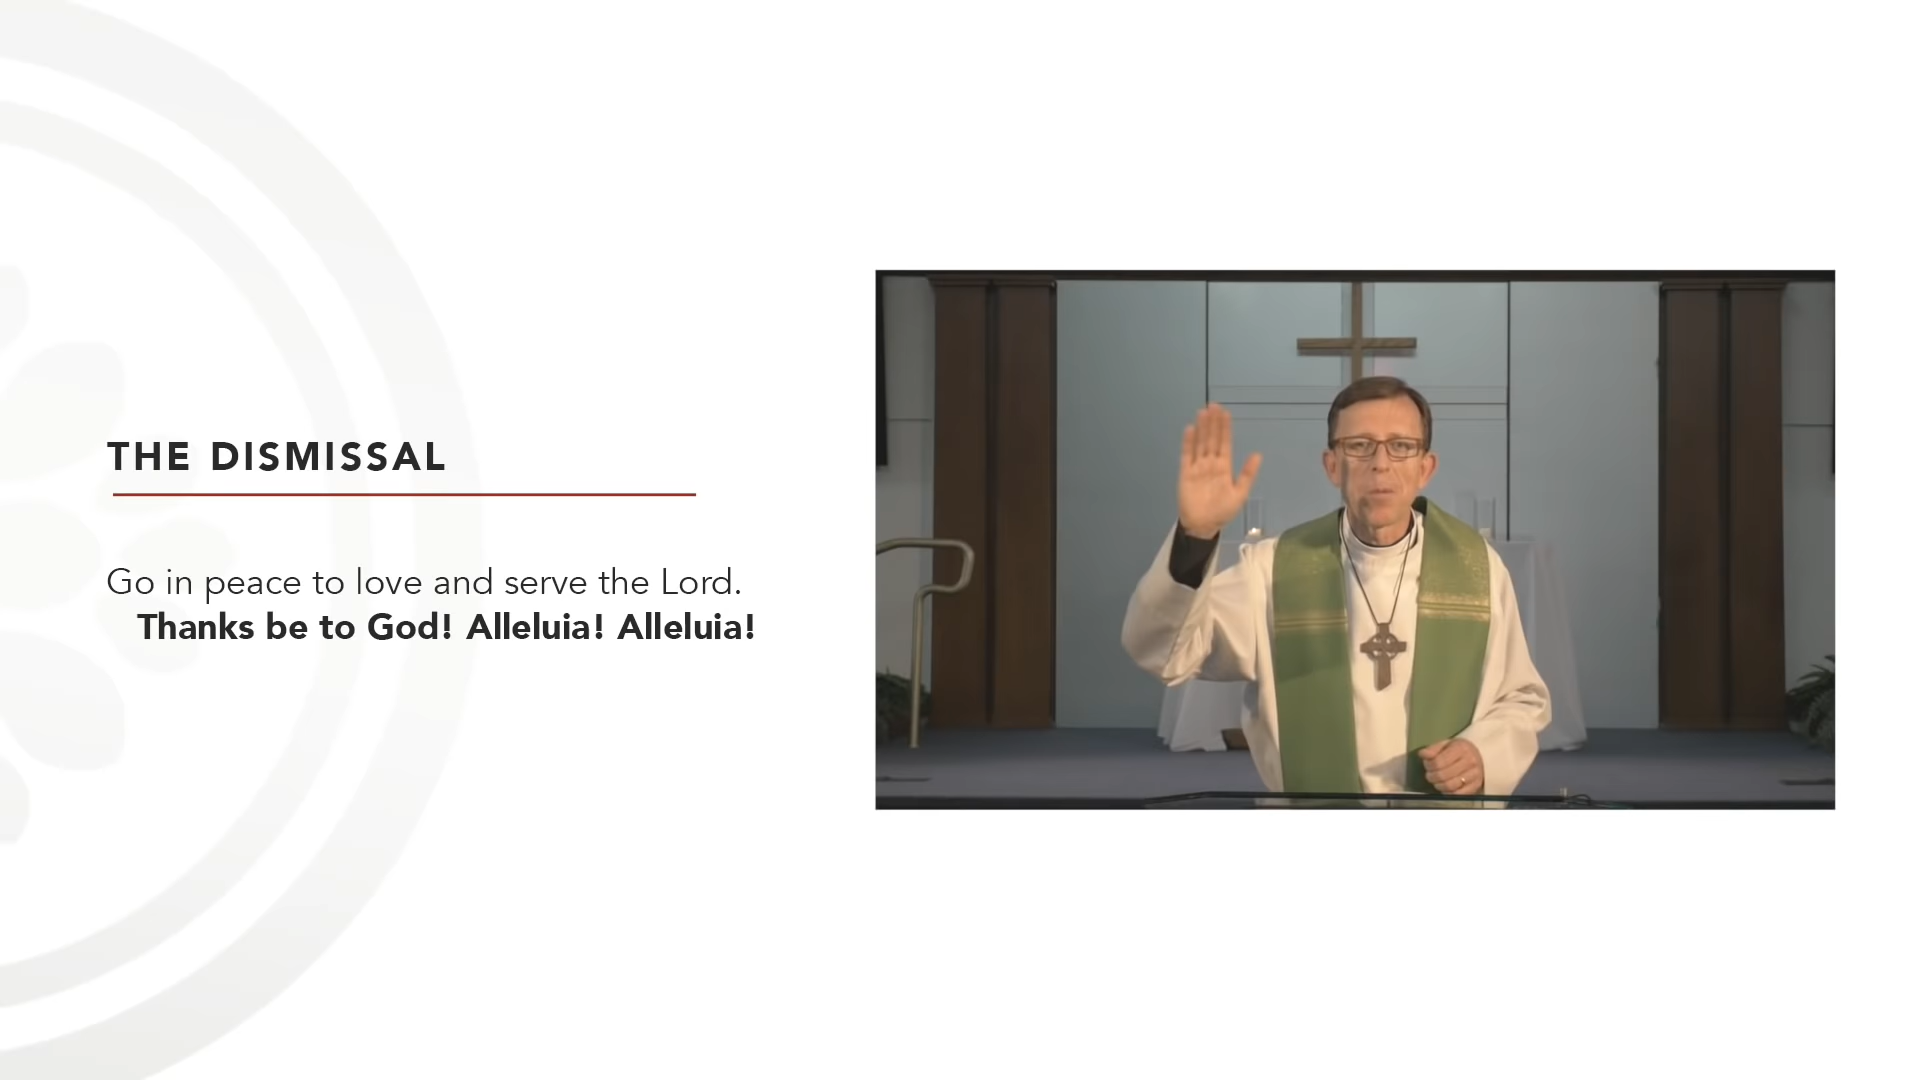 THE DISMISSAL
Go in peace to love and serve the Lord.
Thanks be to God! Alleluia! Alleluia!